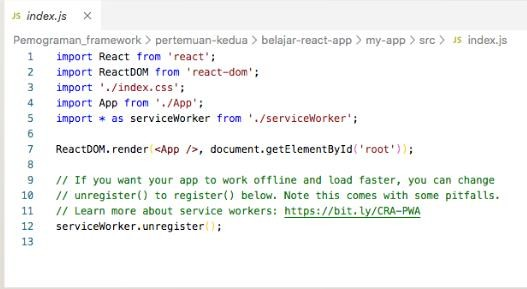 JS index.js ×
Pemograman_framework > pertemuan-kedua > belajar-react-app > my-app > src > JS index.js
1 import React from 'react';
2 import ReactDOM from 'react-dom';
3 import './index.css';
4 import App from './App';
5 import * as serviceWorker from './serviceWorker';
6
7 ReactDOM.render(<App />, document.getElementById('root'));
8
9 // If you want your app to work offline and load faster, you can change
10 // unregister() to register() below. Note this comes with some pitfalls.
11 // Learn more about service workers: https://bit.ly/CRA-PWA
12 serviceWorker.unregister();
13